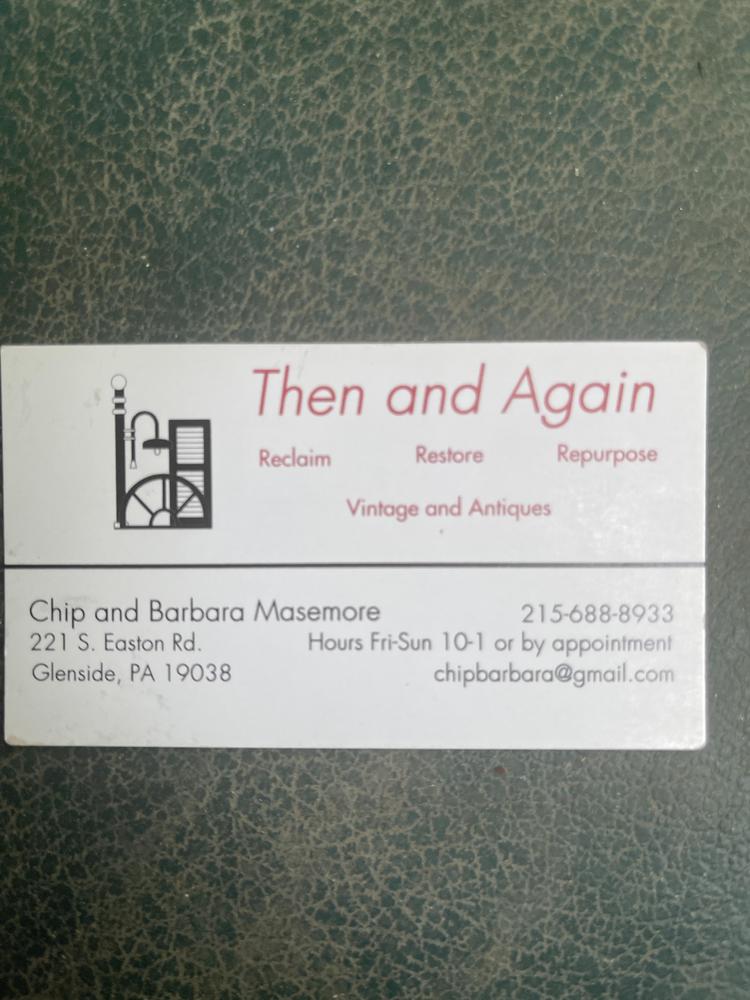 Then and Again
Reclaim Restore Repurpose
Vintage and Antiques
Chip and Barbara Masemore 215-688-8933
221 S. Easton Rd. Hours Fri-Sun 10-1 or by appointment
Glenside, PA 19038 chipbarbara@gmail.com